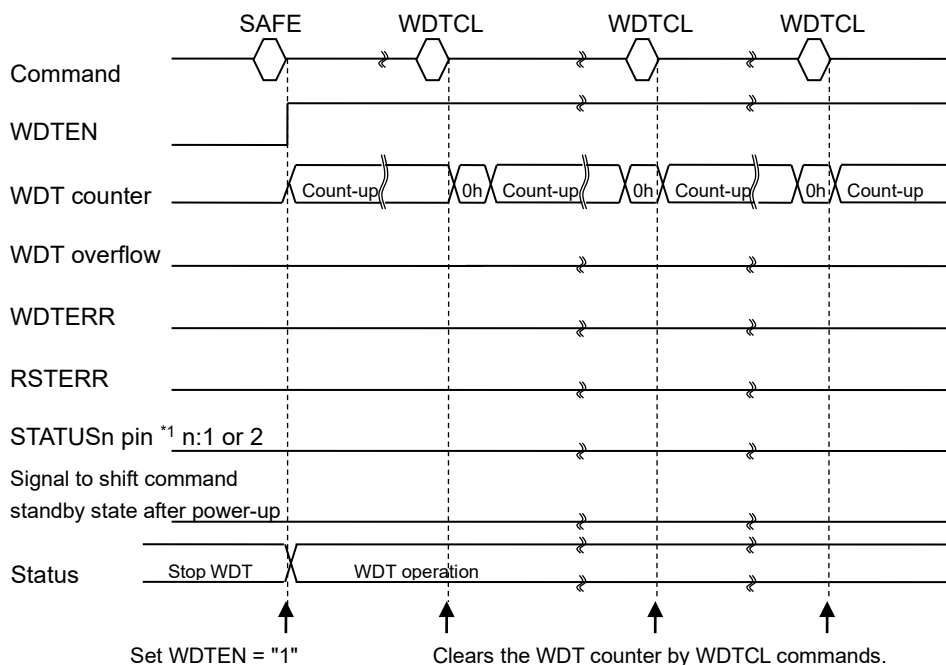 SAFE WDTCL WDTCL WDTCL
Command
WDTEN
WDT counter Count-up 0h Count-up 0h Count-up 0h Count-up
WDT overflow
WDTERR
RSTERR
STATUSn pin *1 n:1 or 2
Signal to shift command
standby state after power-up
Status Stop WDT WDT operation
Set WDTEN = "1" Clears the WDT counter by WDTCL commands.